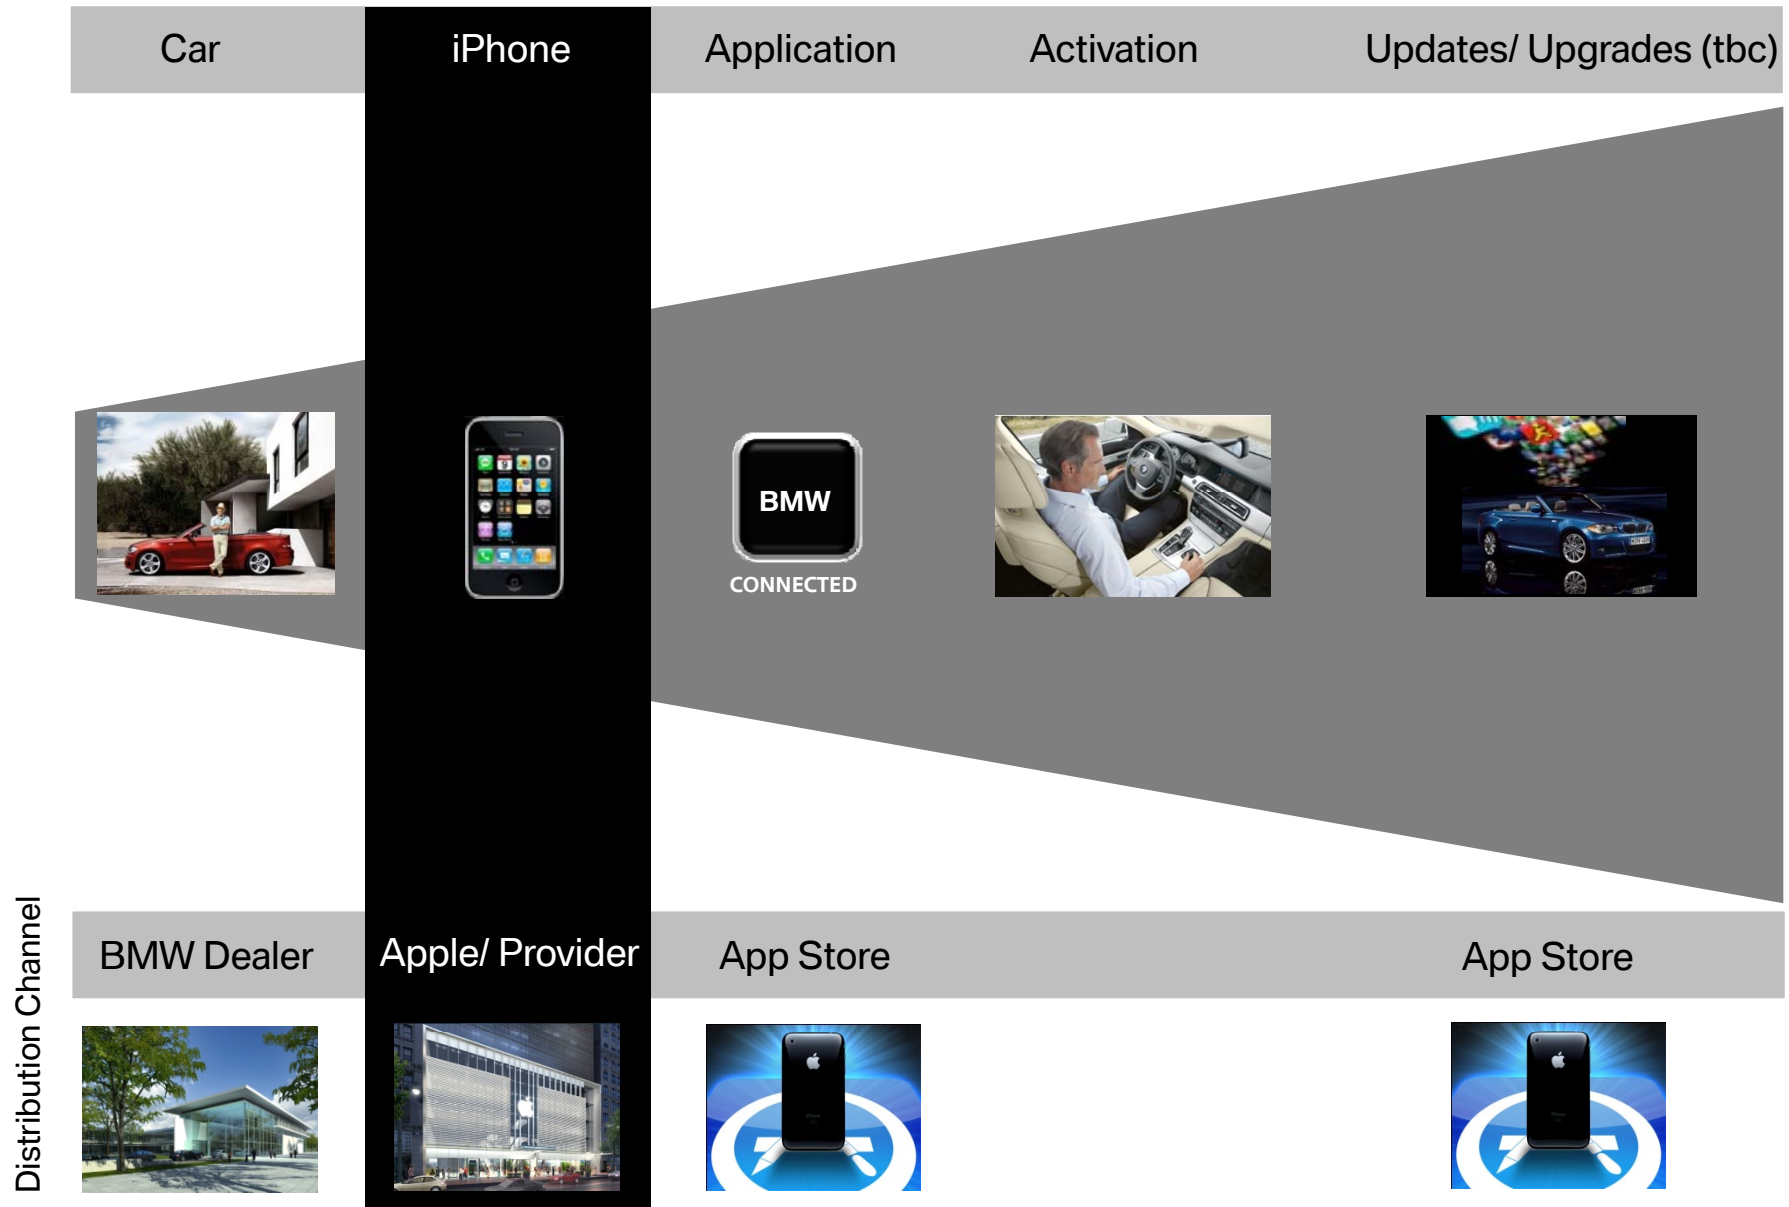 Car
iPhone
Application
Activation
Updates/ Upgrades (tbc)
BMW
CONNECTED
Distribution Channel
BMW Dealer
Apple/ Provider
App Store
App Store